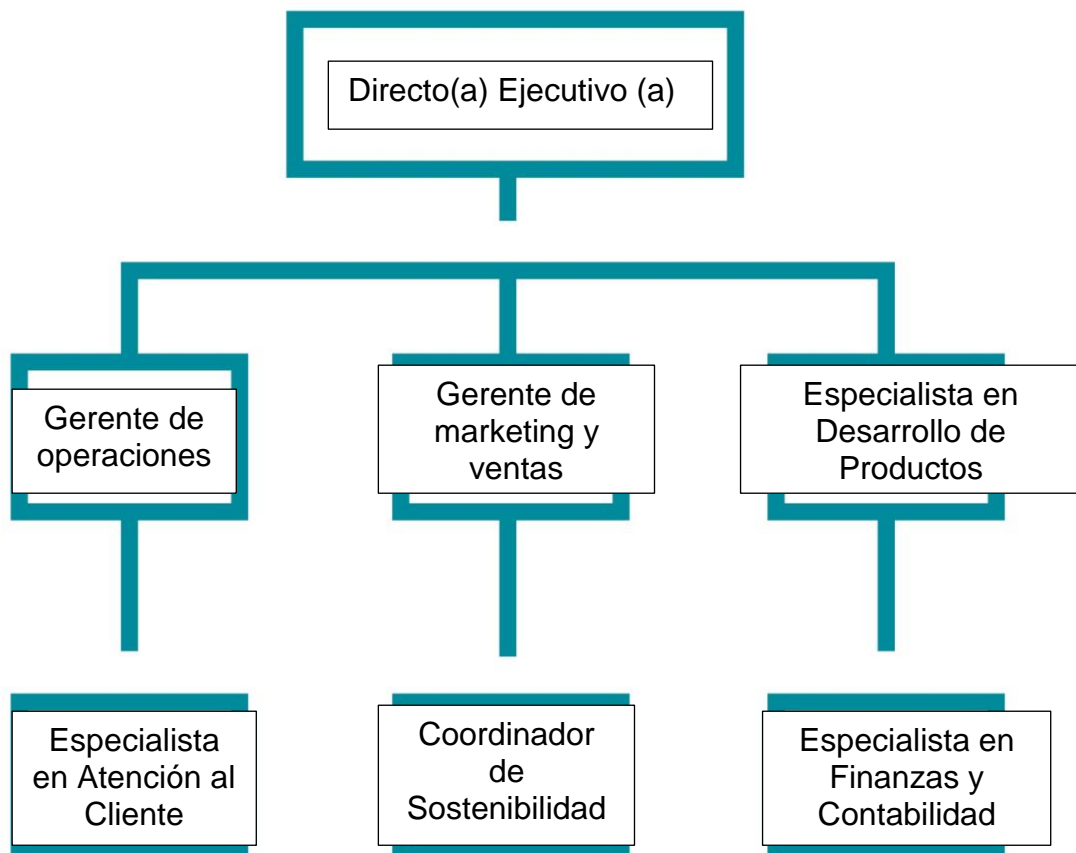 Directo(a) Ejecutivo (a)
Gerente de
operaciones
Gerente de
marketing y
ventas
Especialista en
Desarrollo de
Productos
Especialista
en Atención al
Cliente
Coordinador
de
Sostenibilidad
Especialista en
Finanzas y
Contabilidad